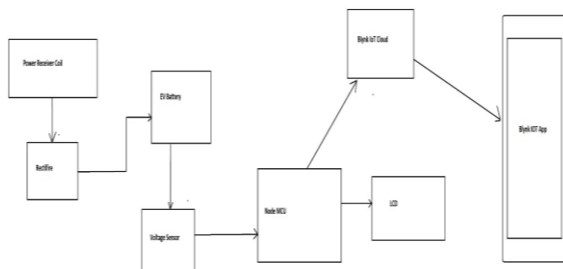 Power Receiver Coil
Rectifire
EV Battery
Voltage Sensor
Node MCU
LCD
Blynk IoT Cloud
Blynk IOT App